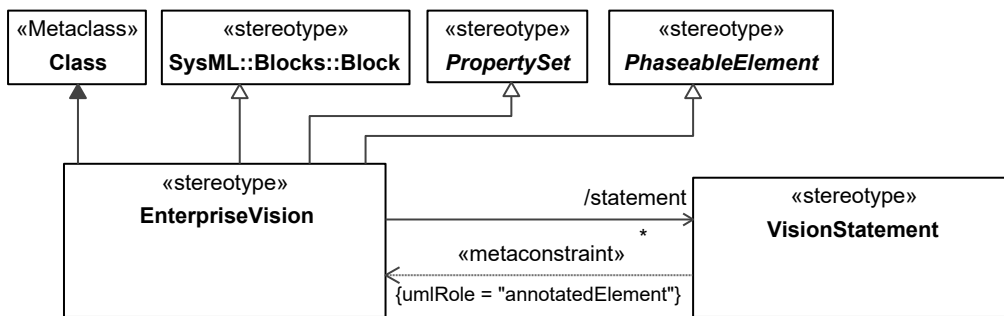 «Metaclass»
Class
«stereotype»
SysML::Blocks::Block
«stereotype»
PropertySet
«stereotype»
PhaseableElement
«stereotype»
EnterpriseVision
/statement
*
«metaconstraint»
{umlRole = "annotatedElement"}
«stereotype»
VisionStatement